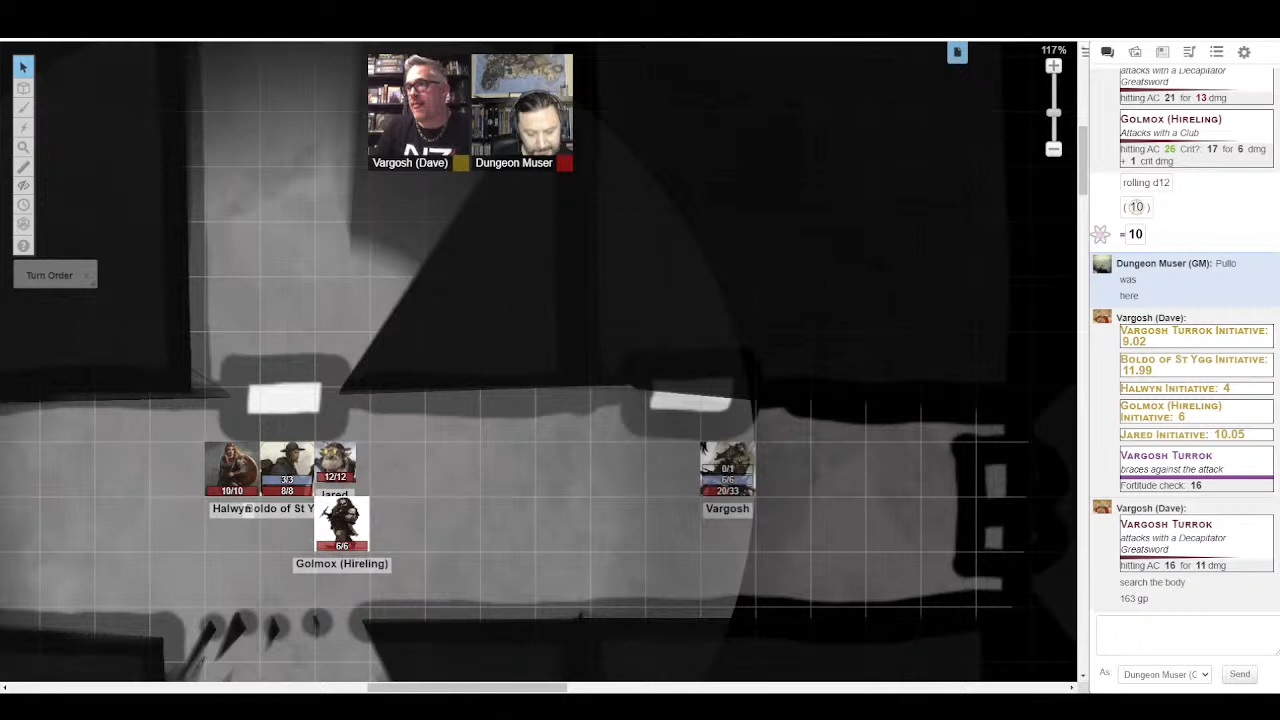 Vargosh (Dave)
Dungeon Muser
117%
Turn Order
10/10
3/3
8/8
12/12
Jared
Halwyn
Boldo of St Y
6/6
Golmox (Hireling)
0/1
6/6
20/33
Vargosh
attacks with a Decapitator
Greatsword
hitting AC 21 for 13 dmg
Golmox (Hireling)
Attacks with a Club
hitting AC 26 Crit?: 17 for 6 dmg
+ 1 crit dmg
rolling d12
(10)
=10
Dungeon Muser (GM): Pullo
was
here
Vargosh (Dave):
Vargosh Turrok Initiative:
9.02
Boldo of St Ygg Initiative:
11.99
Halwyn Initiative: 4
Golmox (Hireling)
Initiative: 6
Jared Initiative: 10.05
Vargosh Turrok
braces against the attack
Fortitude check: 16
Vargosh (Dave):
Vargosh Turrok
attacks with a Decapitator
Greatsword
hitting AC 16 for 11 dmg
search the body
163 gp
As:
Dungeon Muser (G
Send